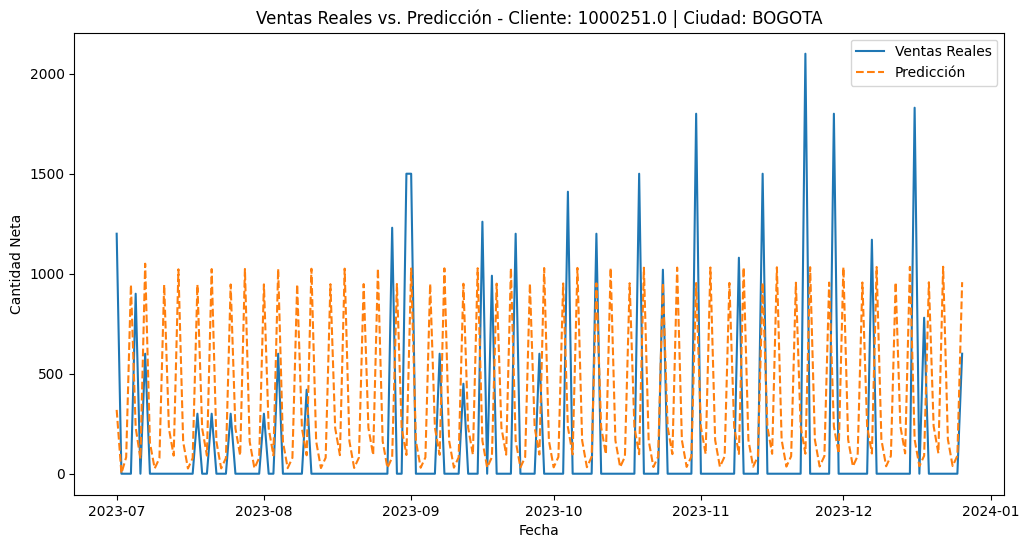 Ventas Reales vs. Predicción - Cliente: 1000251.0 | Ciudad: BOGOTA
Ventas Reales
Predicción
2000
1500
1000
500
0
Cantidad Neta
2023-07
2023-08
2023-09
2023-10
2023-11
2023-12
2024-01
Fecha